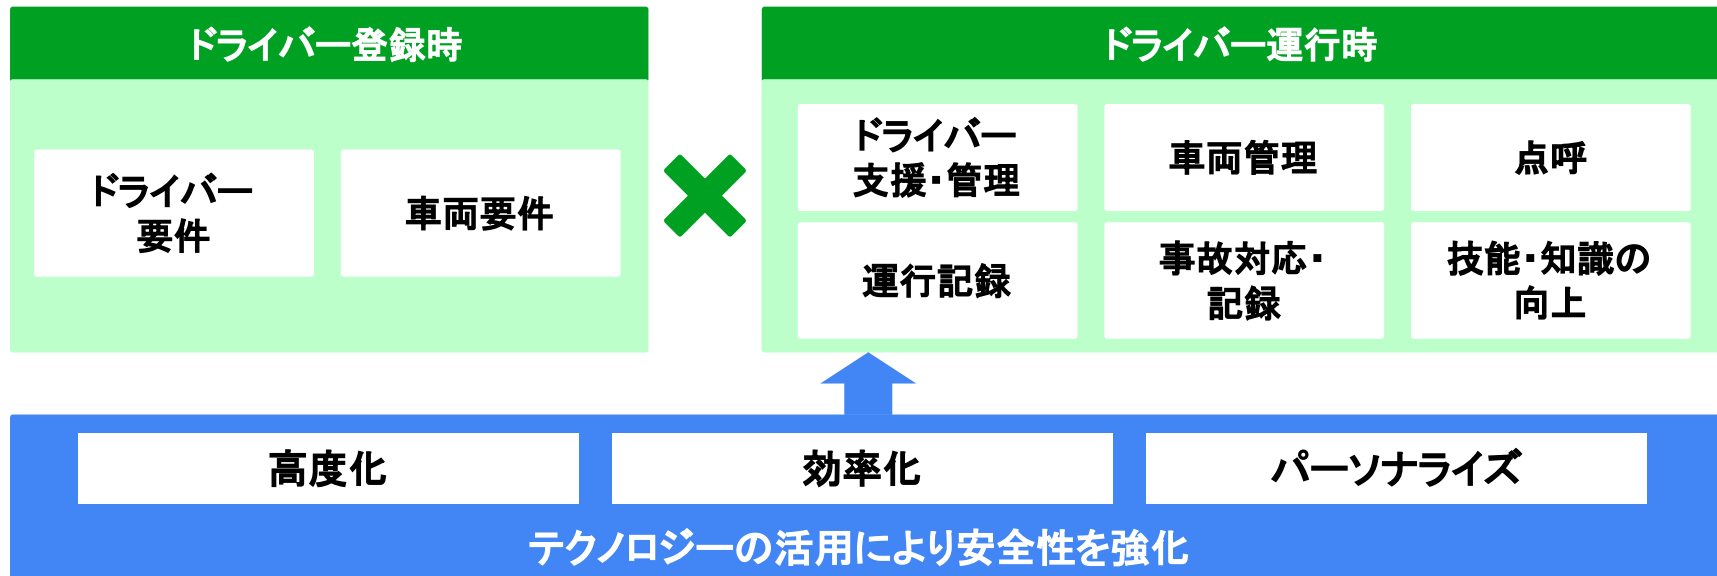 ドライバー登録時
ドライバー
要件
車両要件
ドライバー運行時
ドライバー
支援・管理
車両管理
点呼
運行記録
事故対応・
記録
技能・知識の
向上
高度化
効率化
パーソナライズ
テクノロジーの活用により安全性を強化